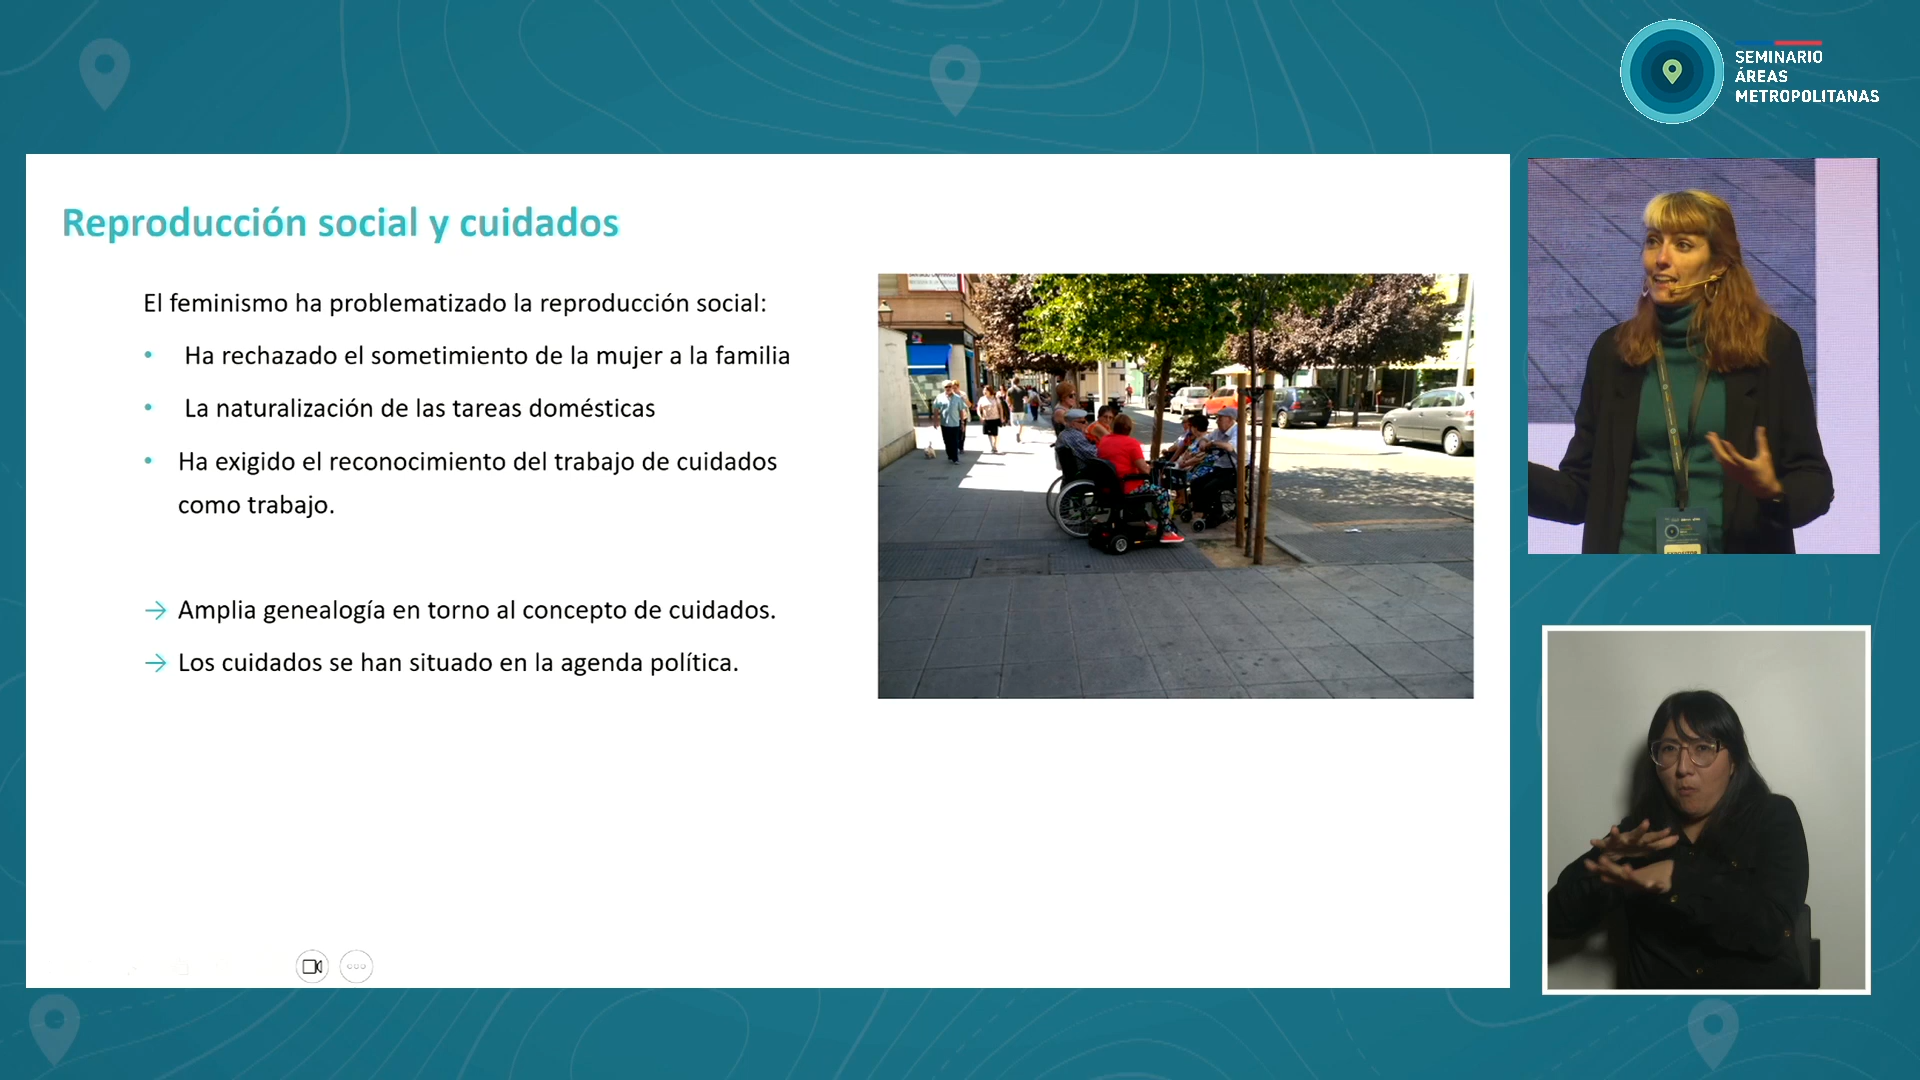 SEMINARIO
ÁREAS
METROPOLITANAS
Reproducción social y cuidados
El feminismo ha problematizado la reproducción social:
• Ha rechazado el sometimiento de la mujer a la familia
• La naturalización de las tareas domésticas
• Ha exigido el reconocimiento del trabajo de cuidados
como trabajo.
→ Amplia genealogía en torno al concepto de cuidados.
→ Los cuidados se han situado en la agenda política.